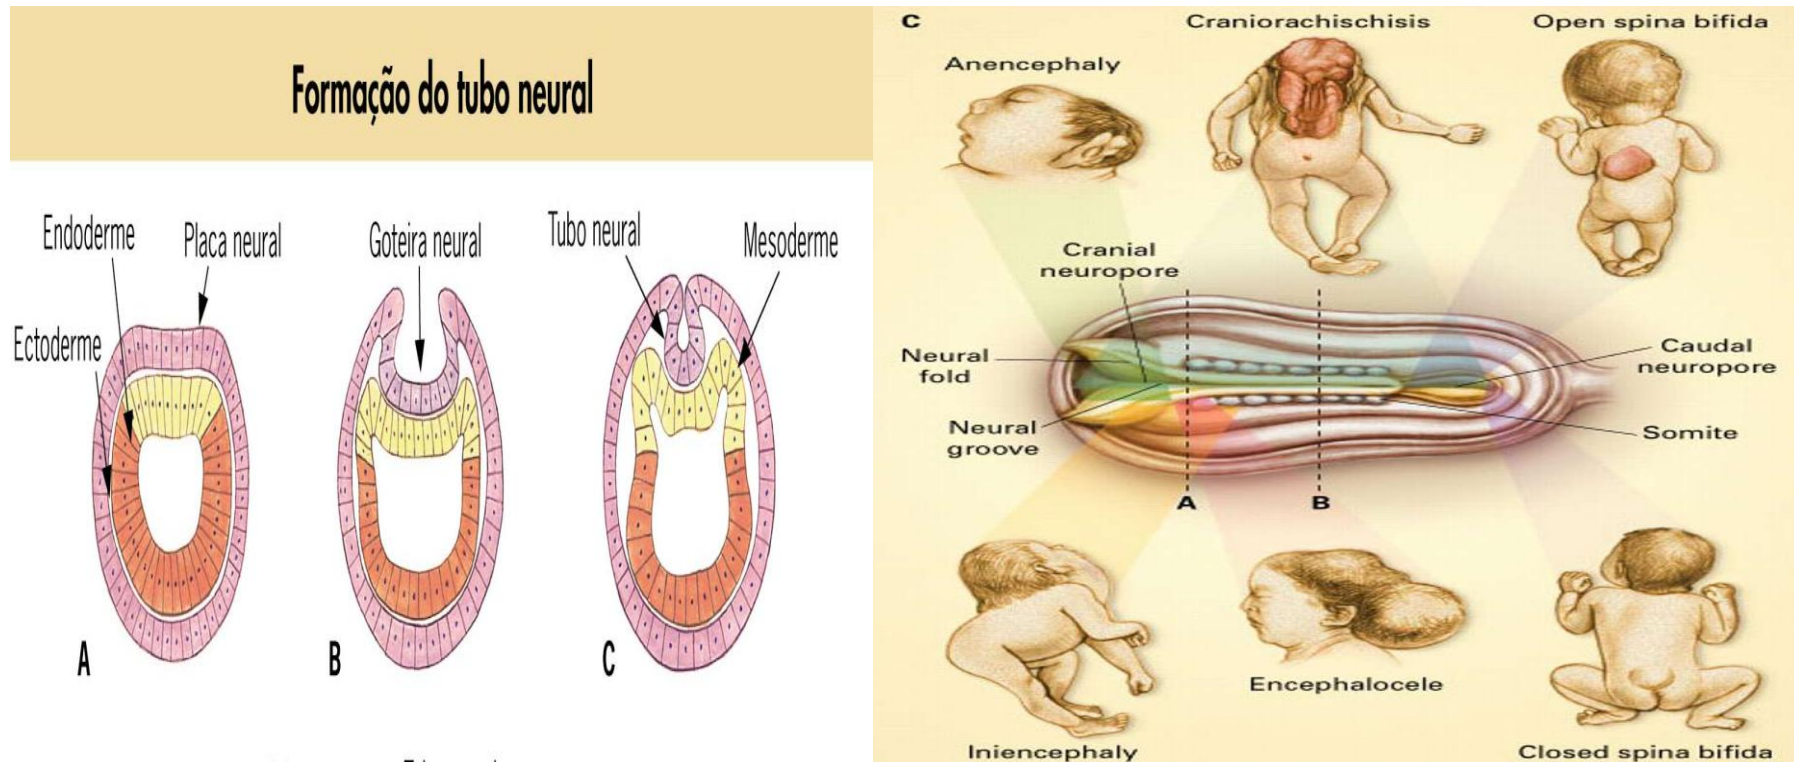 Formação do tubo neural
Endoderme
Placa neural
Goteira neural
Tubo neural
Mesoderme
Ectoderme
A
B
C
C
Craniorachischisis
Open spina bifida
Anencephaly
Cranial
neuropore
Neural
fold
Caudal
neuropore
Neural
groove
Somite
A
B
Encephalocele
Iniencephaly
Closed spina bifida